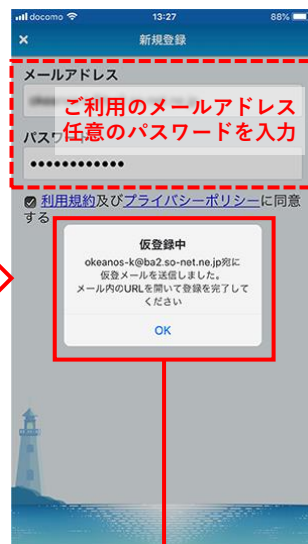 docomo 13:27 88%
× 新規登録
メールアドレス
ご利用のメールアドレス
任意のパスワードを入力
••••••••••••
利用規約及びプライバシーポリシーに同意
する
仮登録中
okeanos-k@ba2.so-net.ne.jp宛に
仮登メールを送信しました。
メール内のURLを開いて登録を完了して
ください
OK